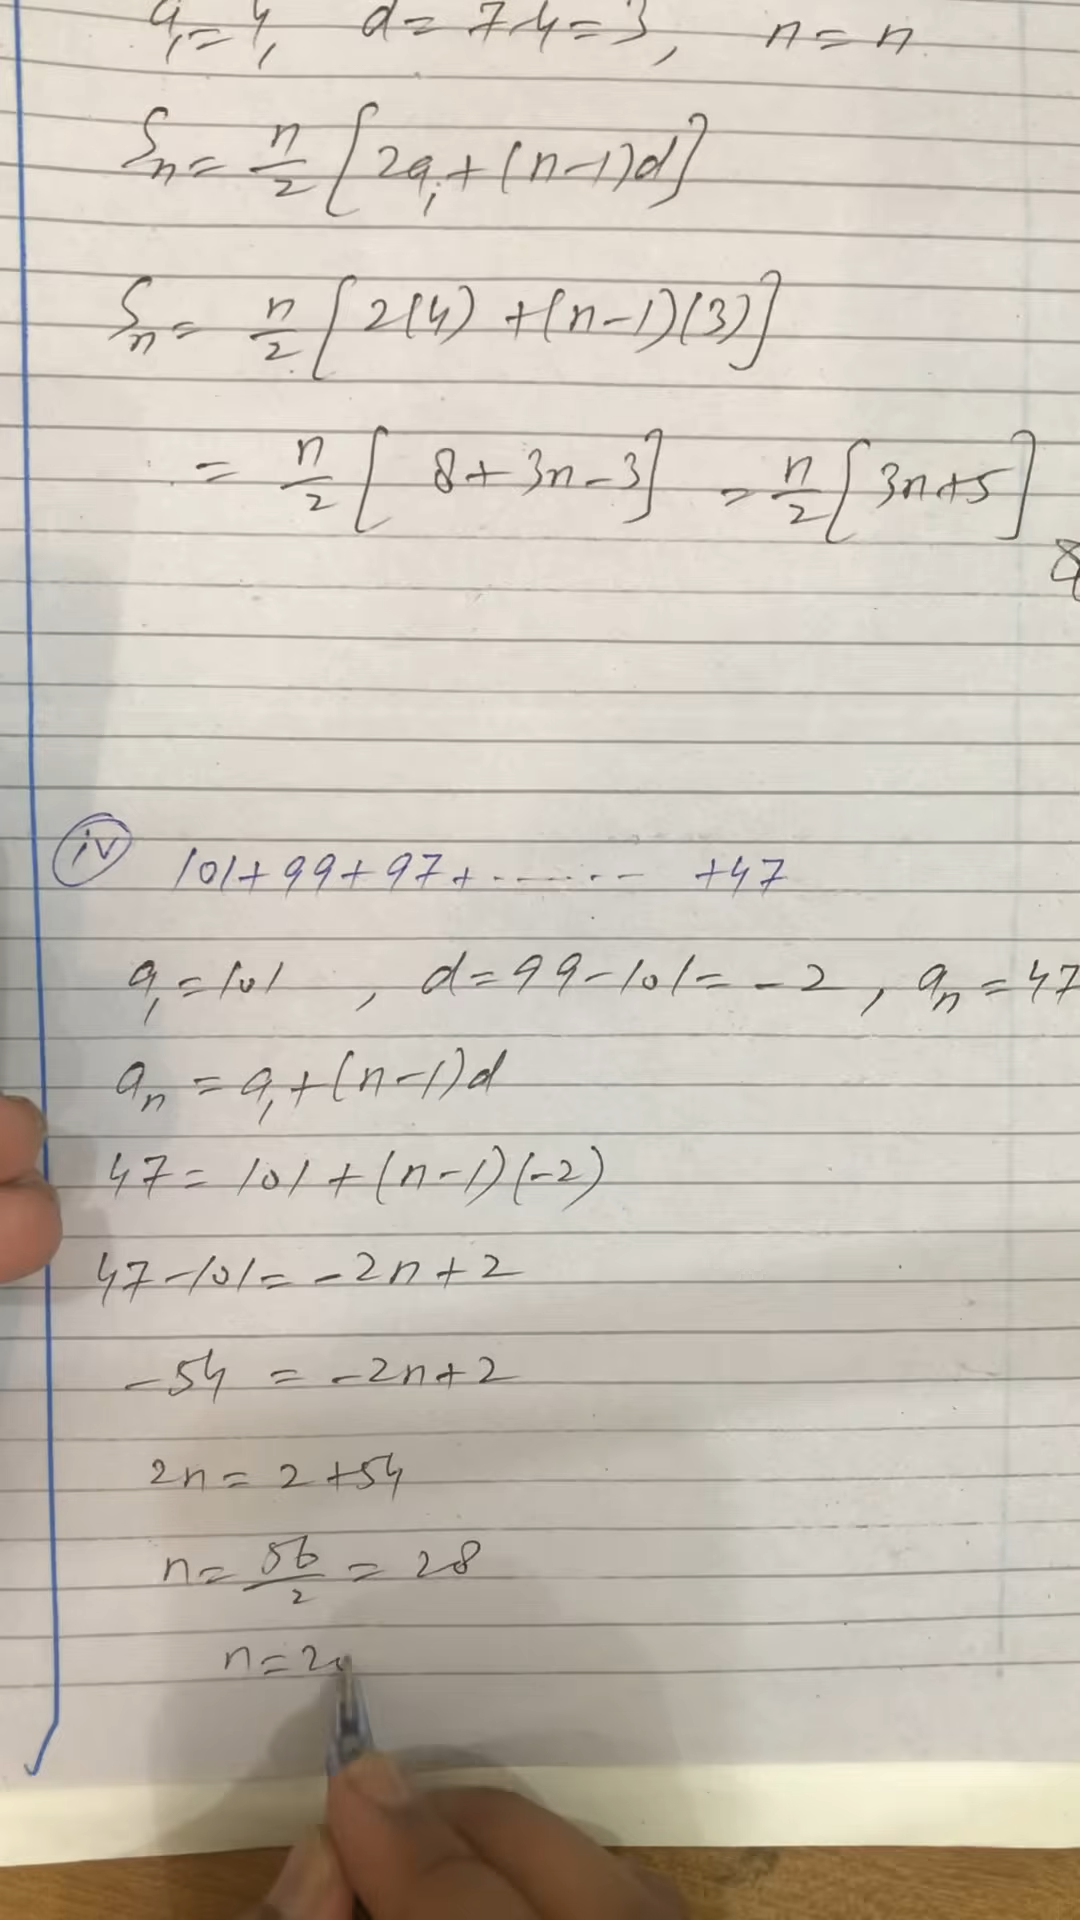 a₁=4, d=7-4=3, n=n
Sₙ= n/2 [2a₁+(n-1)d]
Sₙ= n/2 [2(4)+(n-1)(3)]
= n/2 [8+3n-3] = n/2 [3n+5]
(iv) 101+99+97+....... +47
a₁=101, d=99-101=-2, aₙ=47
aₙ=a₁+(n-1)d
47=101+(n-1)(-2)
47-101=-2n+2
-54=-2n+2
2n=2+54
n=56/2=28
n=2